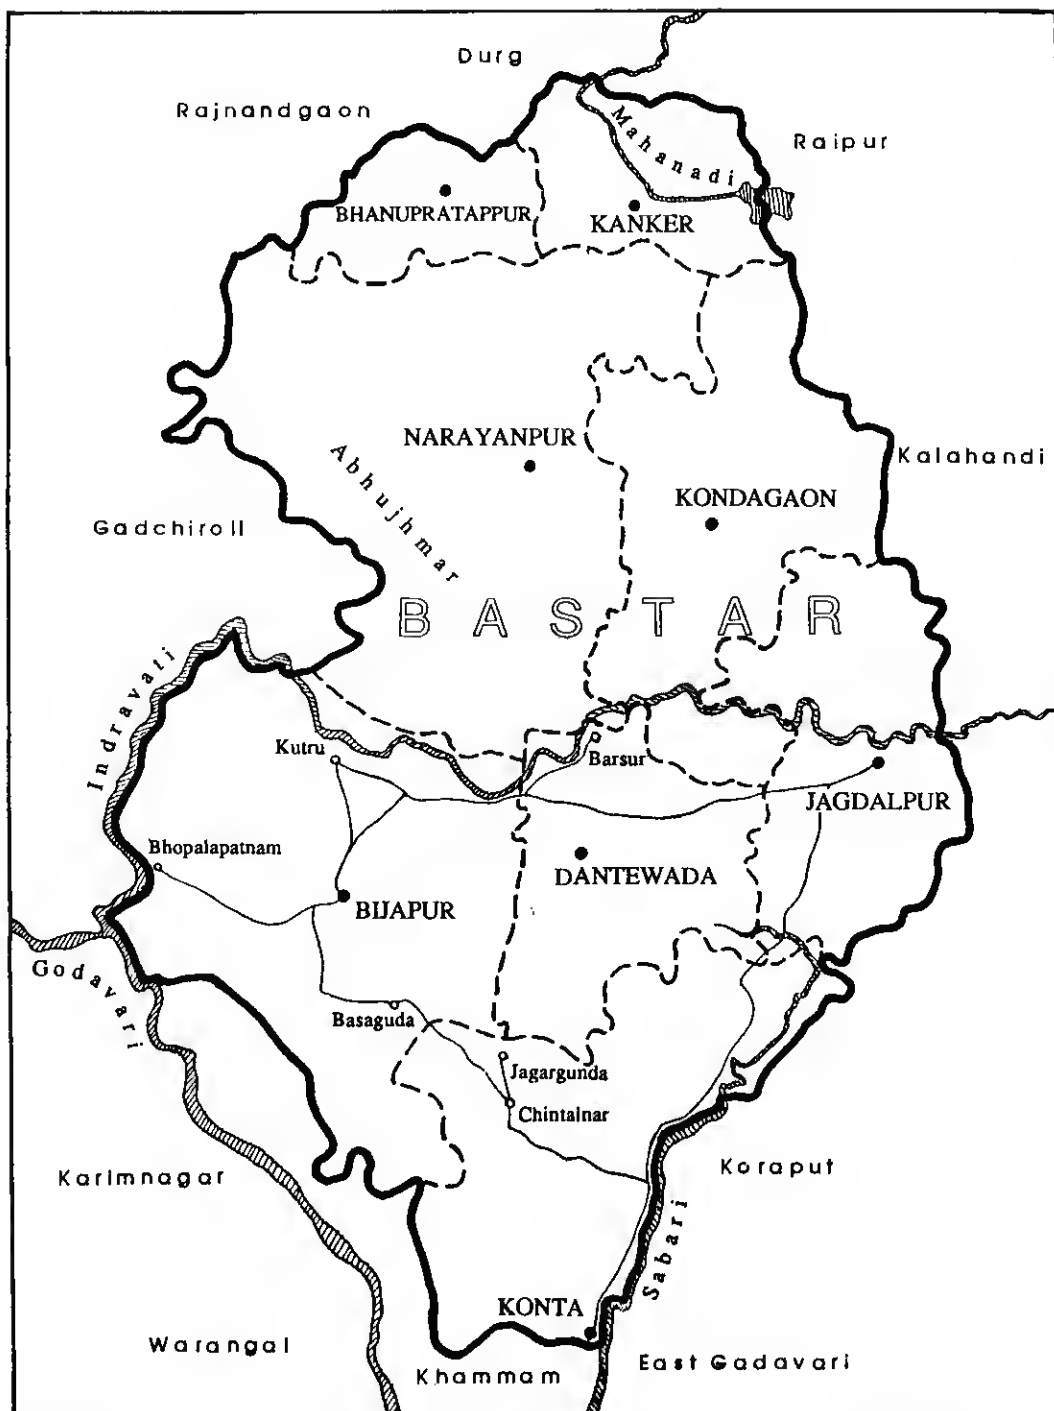 Durg
Rajnandgaon
Raipur
Mahanadi
BHANUPRATAPPUR
KANKER
NARAYANPUR
Abhujhmar
Kalahandi
KONDAGAON
Gadchiroli
BASTAR
Indravati
Kutru
Barsur
JAGDALPUR
Bhopalapatnam
DANTEWADA
BIJAPUR
Godavari
Basaguda
Jagargunda
Chintalnar
Karimnagar
Koraput
Sabari
KONTA
Warangal
Khammam
East Gadavari